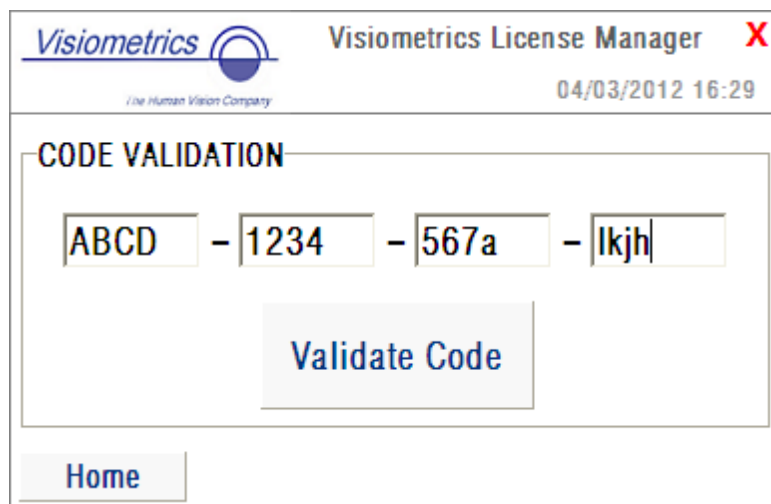 Visiometrics
Visiometrics License Manager X
The Human Vision Company
04/03/2012 16:29
CODE VALIDATION
ABCD - 1234 - 567a - lkjh
Validate Code
Home